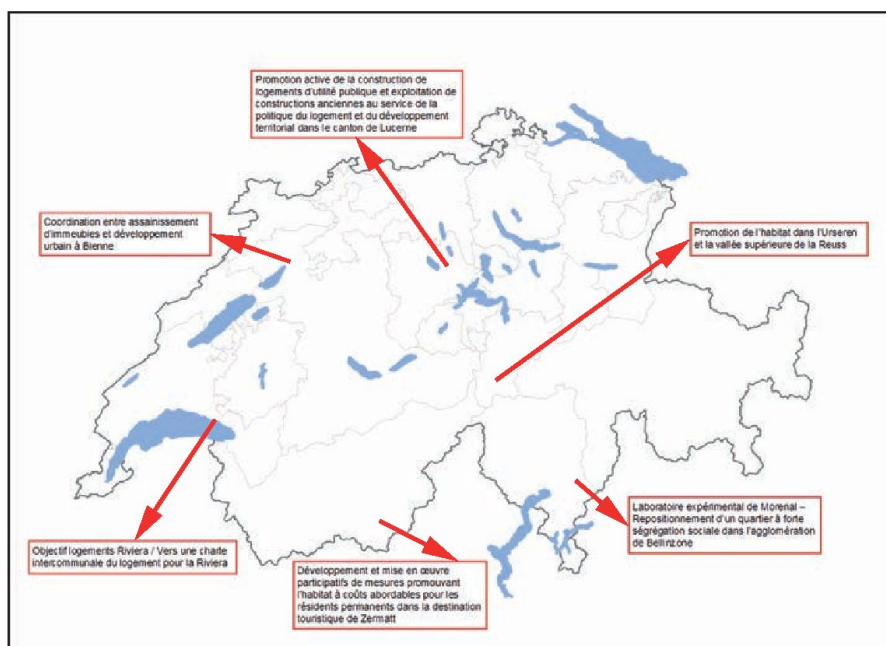 Promotion active de la construction de
logements d'utilité publique et exploitation de
constructions anciennes au service de la
politique du logement et du développement
territorial dans le canton de Lucerne
Coordination entre assainissement
d'immeubles et développement
urbain à Bienne
Promotion de l'habitat dans l'Urseren
et la vallée supérieure de la Reuss
Objectif logements Riviera / Vers une charte
intercommunale du logement pour la Riviera
Développement et mise en œuvre
participatifs de mesures promouvant
l'habitat à coûts abordables pour les
résidents permanents dans la destination
touristique de Zermatt
Laboratoire expérimental de Morenal –
Repositionnement d'un quartier à forte
ségrégation sociale dans l'agglomération
de Bellinzone